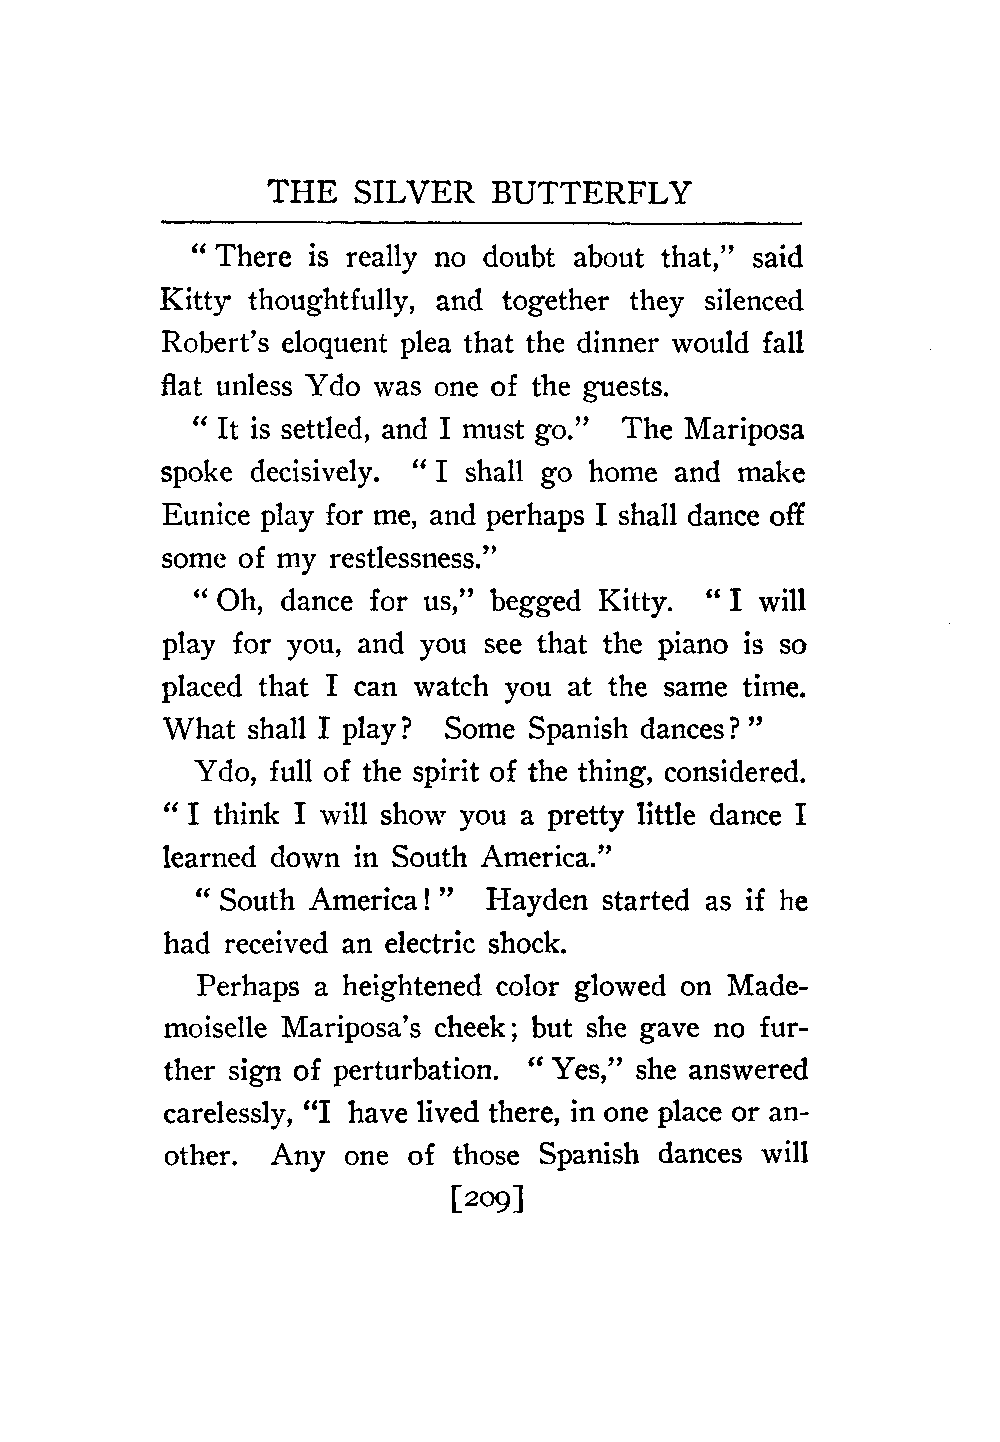 THE SILVER BUTTERFLY
“ There is really no doubt about that,” said
Kitty thoughtfully, and together they silenced
Robert’s eloquent plea that the dinner would fall
flat unless Ydo was one of the guests.
“ It is settled, and I must go.” The Mariposa
spoke decisively. “ I shall go home and make
Eunice play for me, and perhaps I shall dance off
some of my restlessness.”
“ Oh, dance for us,” begged Kitty. “ I will
play for you, and you see that the piano is so
placed that I can watch you at the same time.
What shall I play? Some Spanish dances? ”
Ydo, full of the spirit of the thing, considered.
“ I think I will show you a pretty little dance I
learned down in South America.”
“ South America! ” Hayden started as if he
had received an electric shock.
Perhaps a heightened color glowed on Made-
moiselle Mariposa’s cheek; but she gave no fur-
ther sign of perturbation. “ Yes,” she answered
carelessly, “I have lived there, in one place or an-
other. Any one of those Spanish dances will
[209]